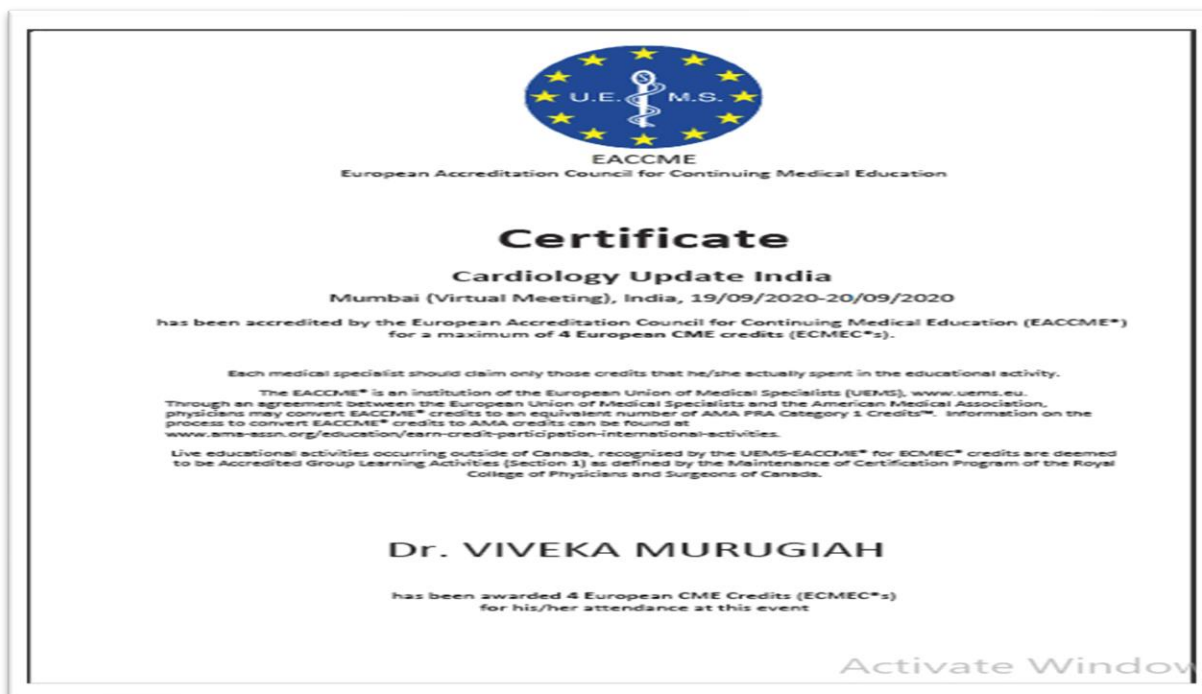 U.E. M.S.
EACCME
European Accreditation Council for Continuing Medical Education
Certificate
Cardiology Update India
Mumbai (Virtual Meeting), India, 19/09/2020-20/09/2020
has been accredited by the European Accreditation Council for Continuing Medical Education (EACCME®)
for a maximum of 4 European CME credits (ECMEC®s).
Each medical specialist should claim only those credits that he/she actually spent in the educational activity.
The EACCME® is an institution of the European Union of Medical Specialists (UEMS), www.uems.eu.
Through an agreement between the European Union of Medical Specialists and the American Medical Association,
physicians may convert EACCME® credits to an equivalent number of AMA PRA Category 1 Credits™. Information on the
process to convert EACCME® credits to AMA credits can be found at
www.ama-assn.org/education/earn-credit-participation-international-activities.
Live educational activities occurring outside of Canada, recognised by the UEMS-EACCME® for ECMEC® credits are deemed
to be Accredited Group Learning Activities (Section 1) as defined by the Maintenance of Certification Program of the Royal
College of Physicians and Surgeons of Canada.
Dr. VIVEKA MURUGIAH
has been awarded 4 European CME Credits (ECMEC®s)
for his/her attendance at this event
Activate Window